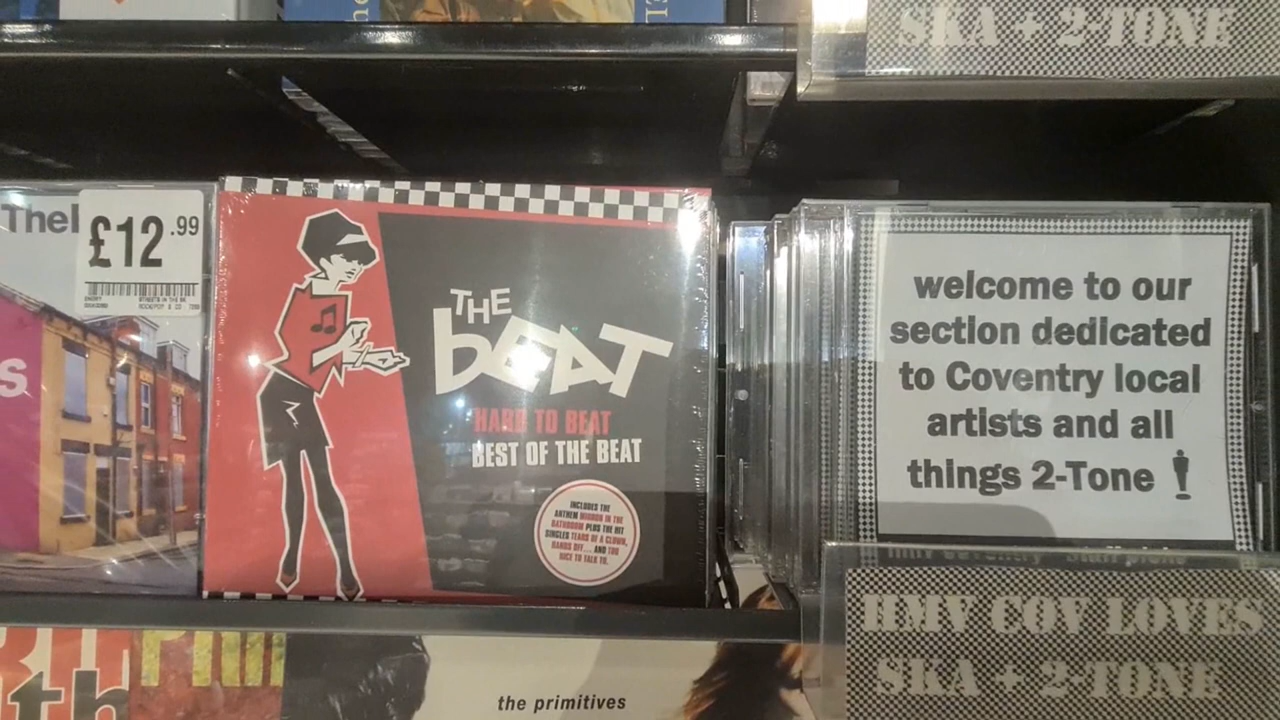 SKA + 2-TONE
The
£12.99
s
THE
beat
HARD TO BEAT
BEST OF THE BEAT
INCLUDES THE
ANTHEM MIRROR IN THE
BATHROOM PLUS THE HIT
SINGLES TEARS OF A CLOWN,
HANDS OFF... AND TOO
NICE TO TALK TO.
welcome to our
section dedicated
to Coventry local
artists and all
things 2-Tone !
HMV COV LOVES
SKA + 2-TONE
the primitives